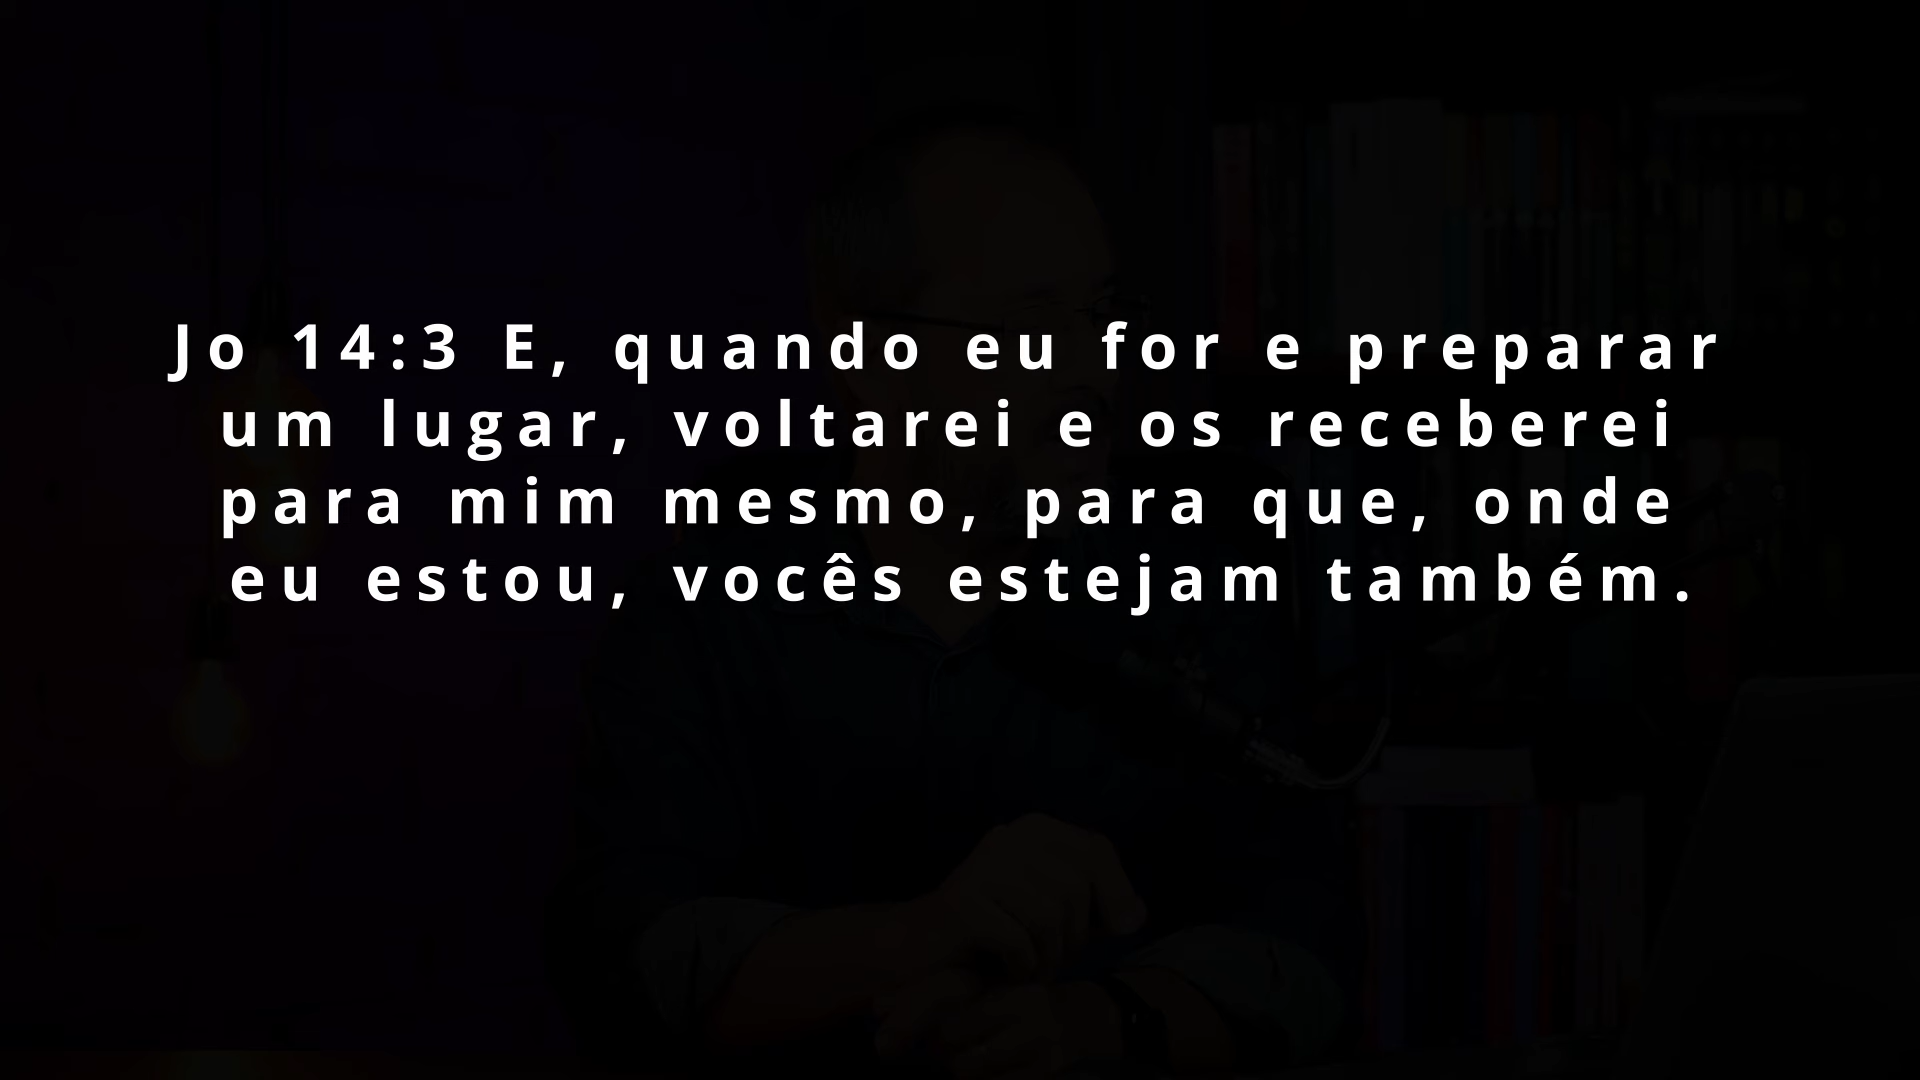 Jo 14:3 E, quando eu for e preparar
um lugar, voltarei e os receberei
para mim mesmo, para que, onde
eu estou, vocês estejam também.